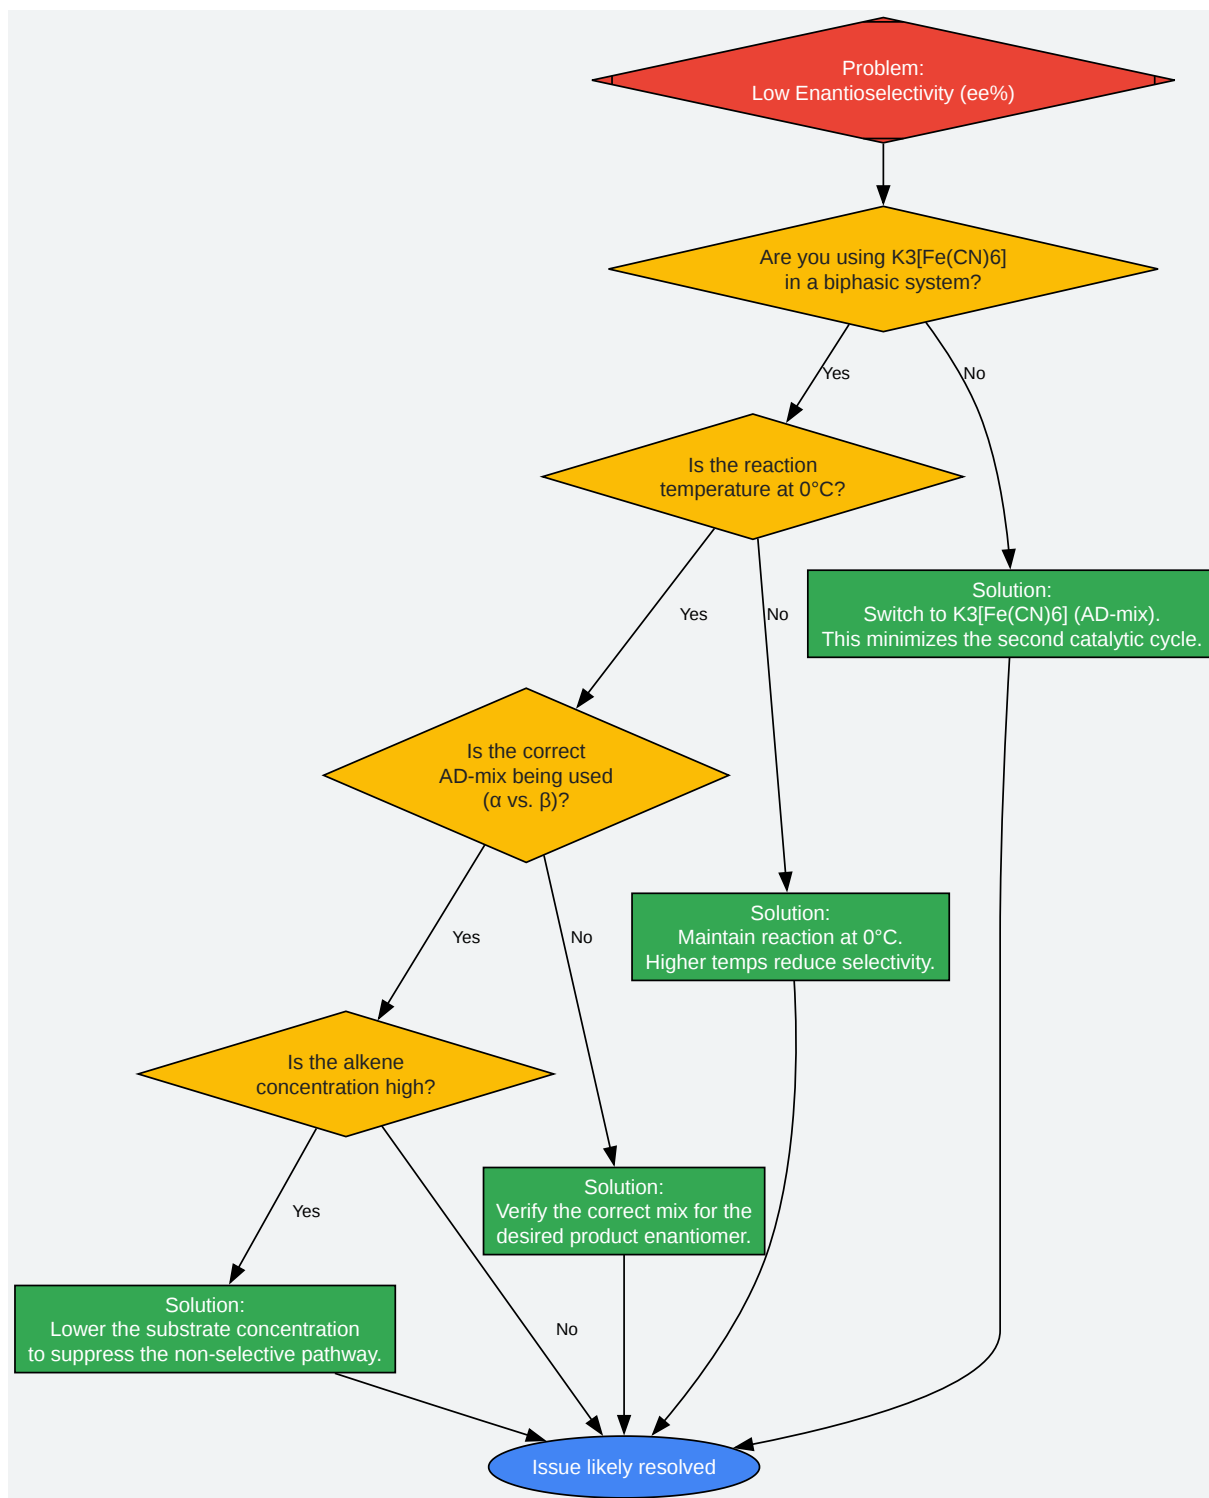 Problem:
Low Enantioselectivity (ee%)
Are you using K3[Fe(CN)6]
in a biphasic system?
Yes
No
Is the reaction
temperature at 0°C?
Yes
No
Solution:
Switch to K3[Fe(CN)6] (AD-mix).
This minimizes the second catalytic cycle.
Is the correct
AD-mix being used
(α vs. β)?
Yes
No
Solution:
Maintain reaction at 0°C.
Higher temps reduce selectivity.
Is the alkene
concentration high?
Yes
No
Solution:
Verify the correct mix for the
desired product enantiomer.
Solution:
Lower the substrate concentration
to suppress the non-selective pathway.
Issue likely resolved